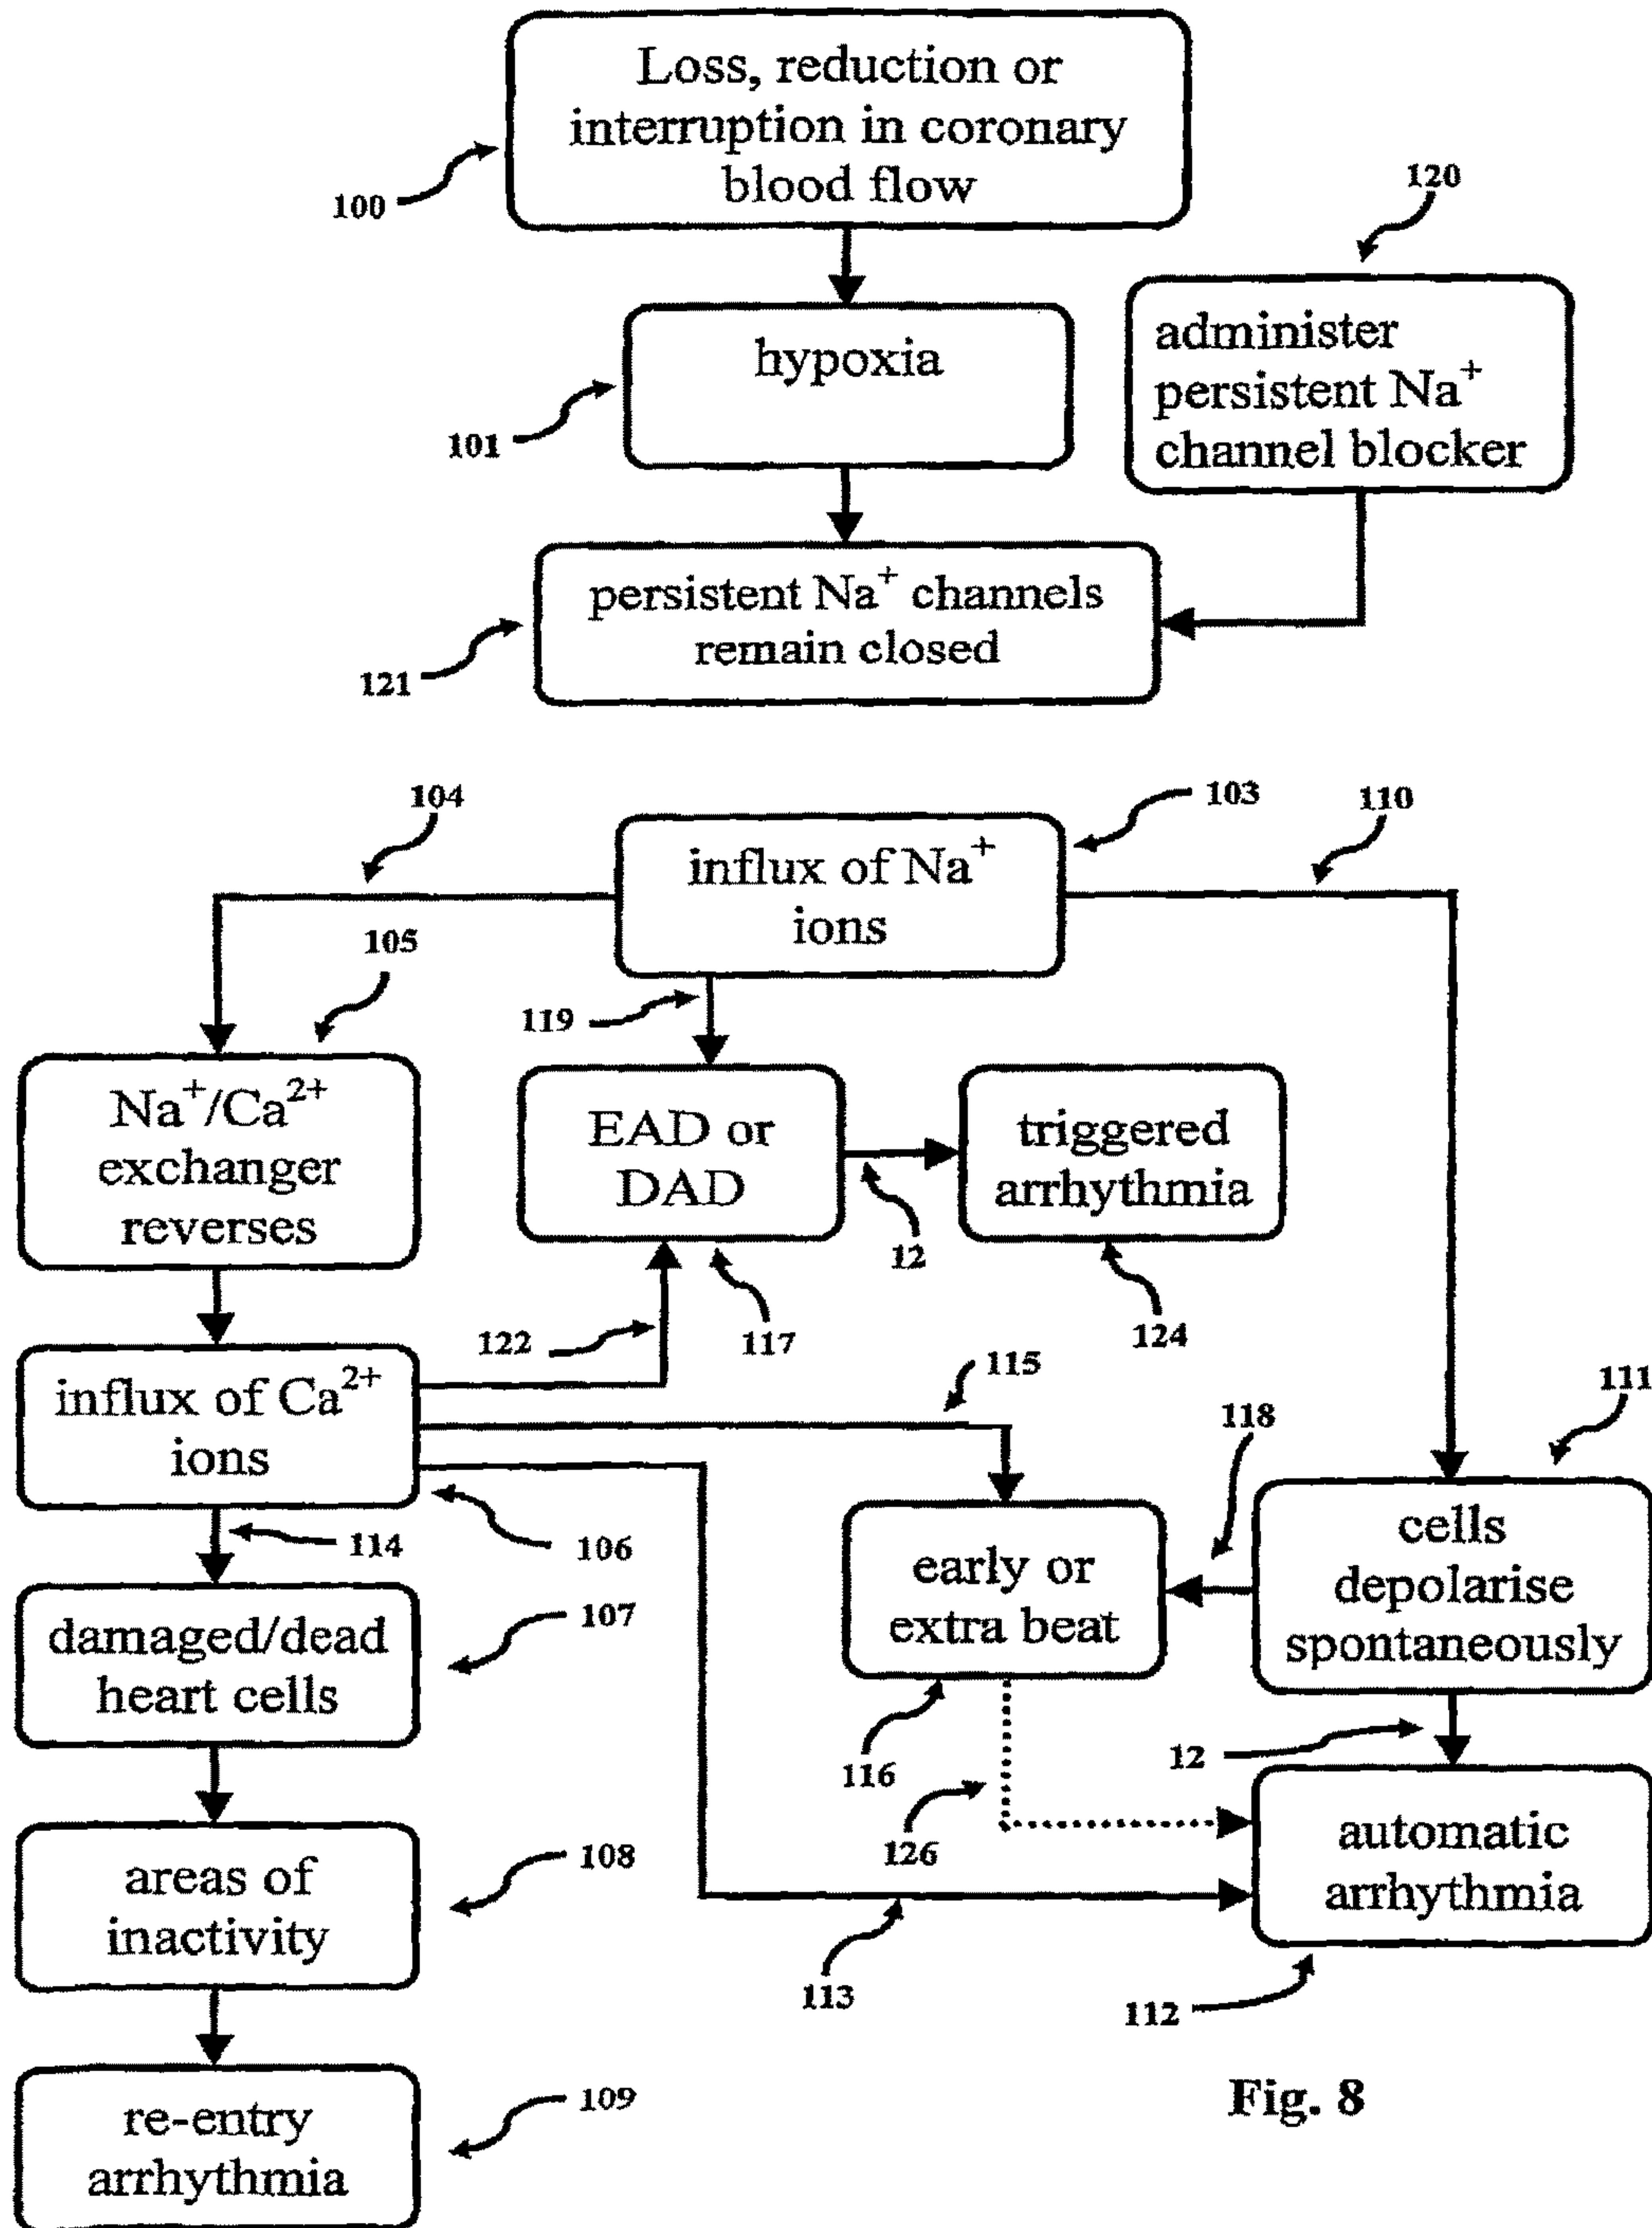 Loss, reduction or
interruption in coronary
blood flow
100
120
hypoxia
101
administer
persistent Na⁺
channel blocker
persistent Na⁺ channels
remain closed
121
104
103
110
influx of Na⁺
ions
105
119
Na⁺/Ca²⁺
exchanger
reverses
EAD or
DAD
12
triggered
arrhythmia
122
117
124
115
influx of Ca²⁺
ions
118
111
114
106
early or
extra beat
cells
depolarise
spontaneously
damaged/dead
heart cells
107
116
12
126
areas of
inactivity
108
automatic
arrhythmia
113
112
re-entry
arrhythmia
109
Fig. 8